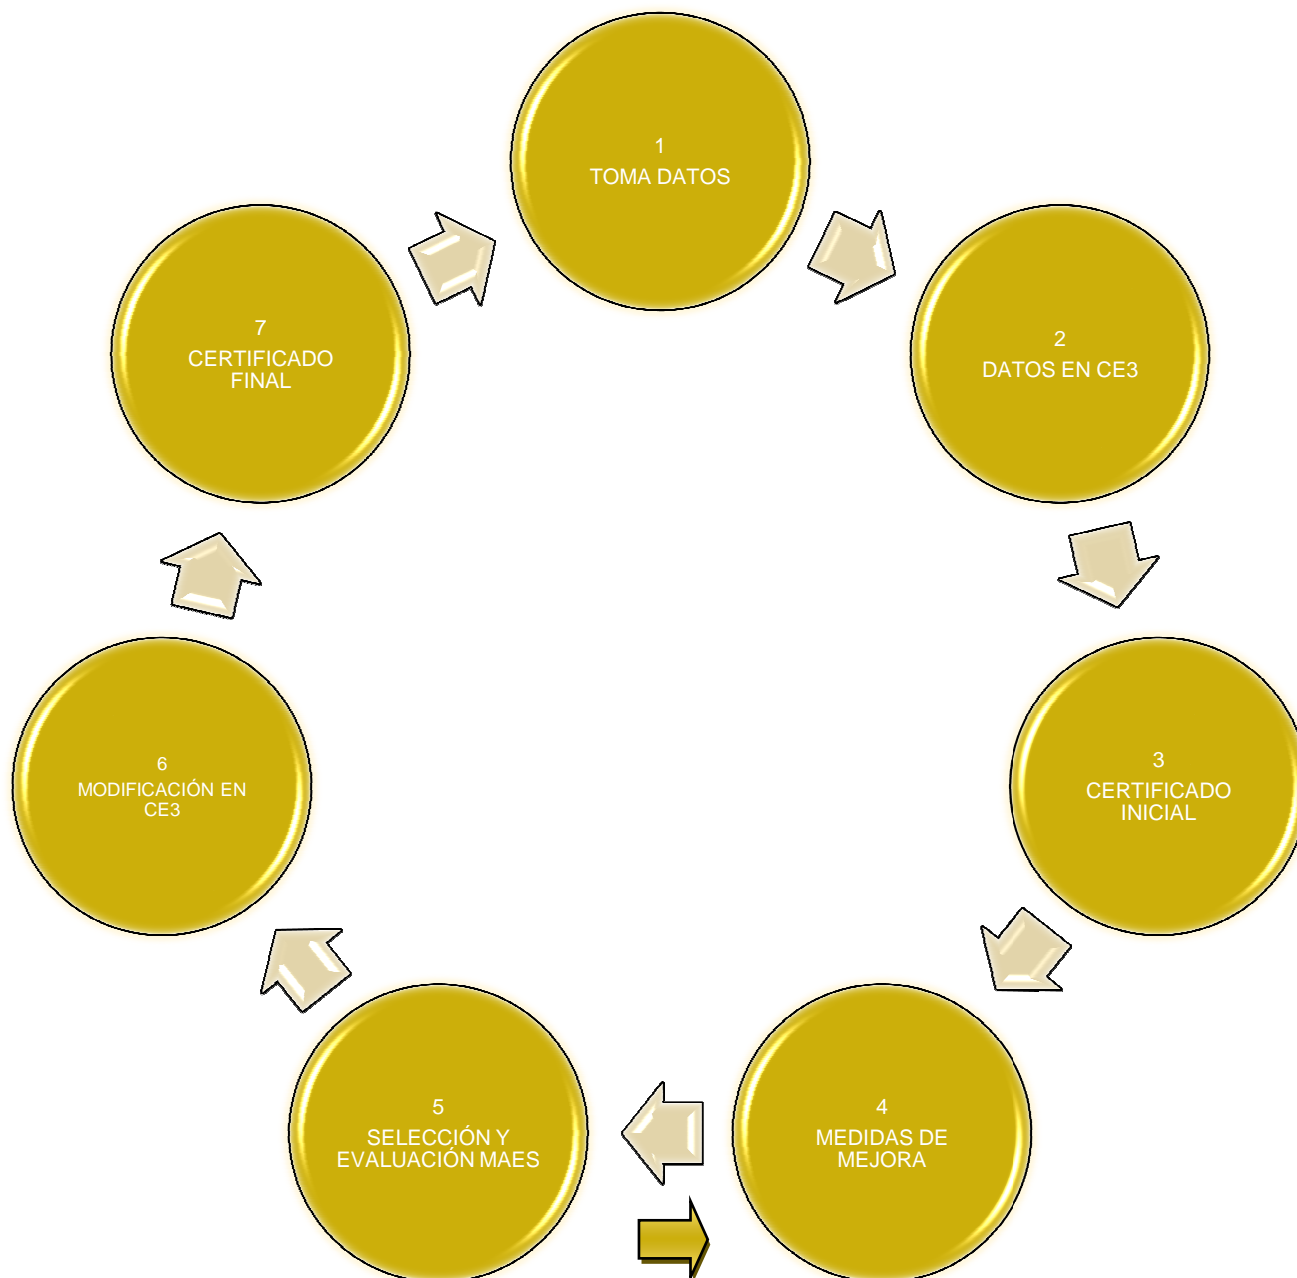 1
TOMA DATOS
2
DATOS EN CE3
3
CERTIFICADO
INICIAL
4
MEDIDAS DE
MEJORA
5
SELECCIÓN Y
EVALUACIÓN MAES
6
MODIFICACIÓN EN
CE3
7
CERTIFICADO
FINAL